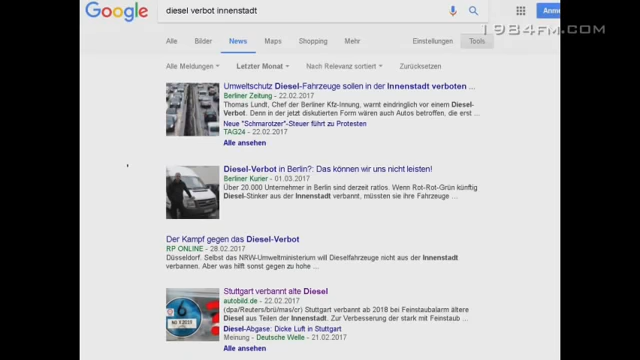 Google
diesel verbot innenstadt
1984FM.COM
Alle Bilder News Maps Shopping Mehr Einstellungen Tools
Alle Meldungen Letzter Monat Nach Relevanz sortiert Zurücksetzen
Umweltschutz Diesel-Fahrzeuge sollen in der Innenstadt verboten ...
Berliner Zeitung - 22.02.2017
Thomas Lundt, Chef der Berliner Kfz-Innung, warnt eindringlich vor einem Diesel-
Verbot. Denn in der jetzt diskutierten Form wären auch Autos betroffen, die erst ...
Neue "Schmarotzer"-Steuer führt zu Protesten
TAG24 - 22.02.2017
Alle ansehen
Diesel-Verbot in Berlin?: Das können wir uns nicht leisten!
Berliner Kurier - 01.03.2017
Über 20.000 Unternehmer in Berlin sind derzeit ratlos. Wenn Rot-Rot-Grün künftig
Diesel-Stinker aus der Innenstadt verbannt, müssten sie ihre Fahrzeuge ...
Der Kampf gegen das Diesel-Verbot
RP ONLINE - 28.02.2017
Düsseldorf. Selbst das NRW-Umweltministerium will Dieselfahrzeuge nicht aus der Innenstadt
verbannen. Aber was hilft sonst gegen zu hohe ...
Stuttgart verbannt alte Diesel
autobild.de - 22.02.2017
(dpa/Reuters/brü/mas/cr) Stuttgart verbannt ab 2018 bei Feinstaubalarm ältere
Diesel aus Teilen der Innenstadt. Zur Verbesserung der stark mit Feinstaub ...
Diesel-Abgase: Dicke Luft in Stuttgart
Meinung - Deutsche Welle - 21.02.2017
Alle ansehen